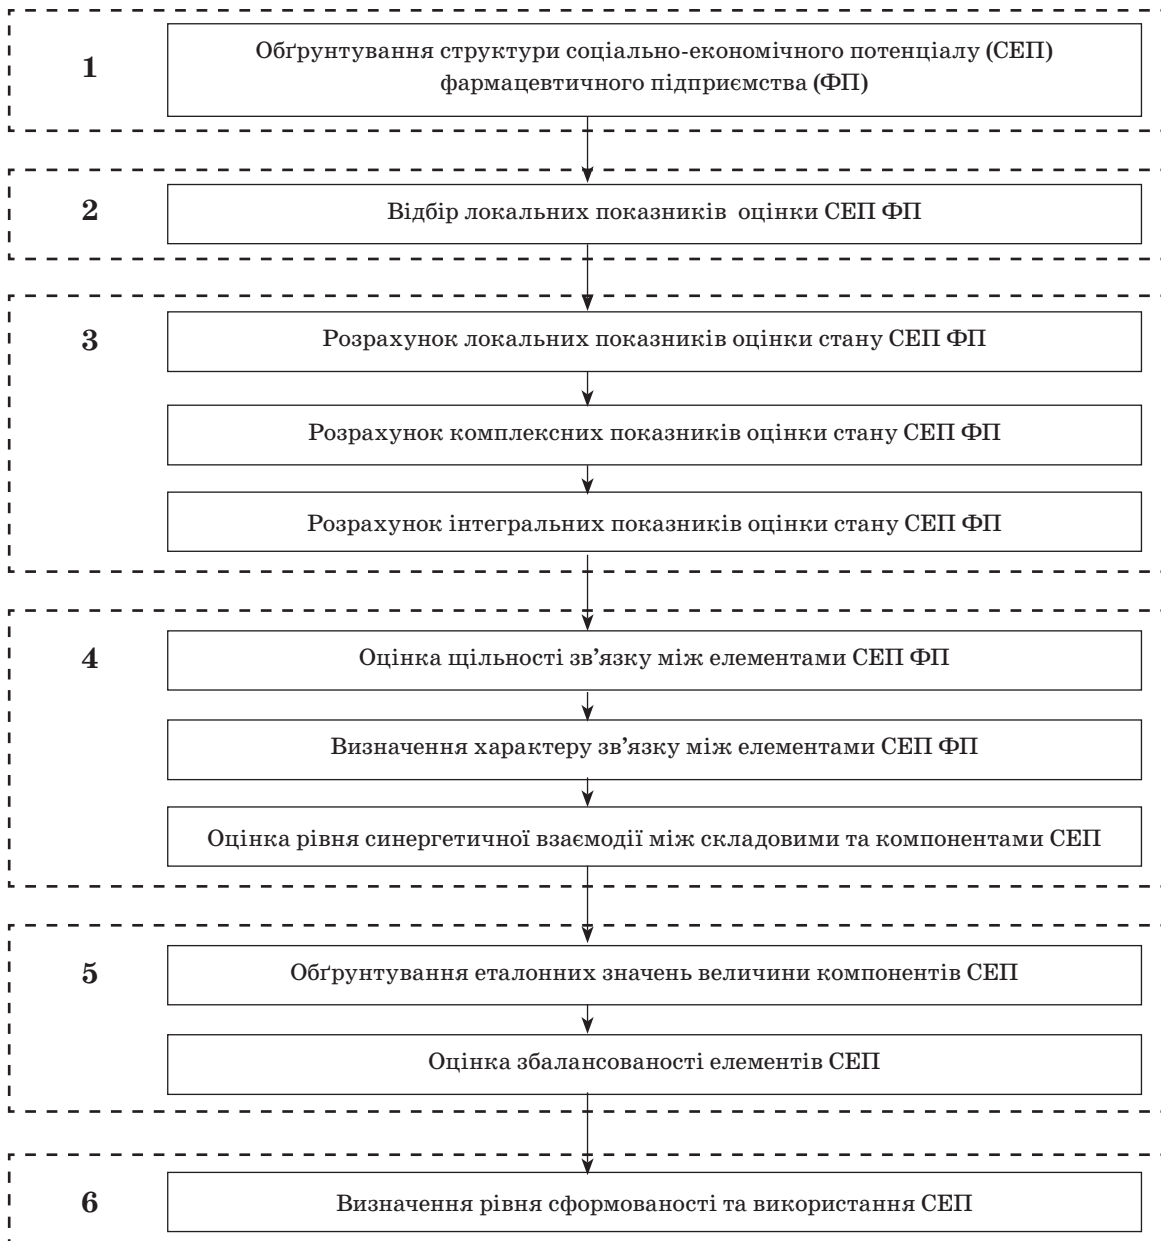 1
Обґрунтування структури соціально-економічного потенціалу (СЕП)
фармацевтичного підприємства (ФП)
2
Відбір локальних показників оцінки СЕП ФП
3
Розрахунок локальних показників оцінки стану СЕП ФП
Розрахунок комплексних показників оцінки стану СЕП ФП
Розрахунок інтегральних показників оцінки стану СЕП ФП
4
Оцінка щільності зв’язку між елементами СЕП ФП
Визначення характеру зв’язку між елементами СЕП ФП
Оцінка рівня синергетичної взаємодії між складовими та компонентами СЕП
5
Обґрунтування еталонних значень величини компонентів СЕП
Оцінка збалансованості елементів СЕП
6
Визначення рівня сформованості та використання СЕП